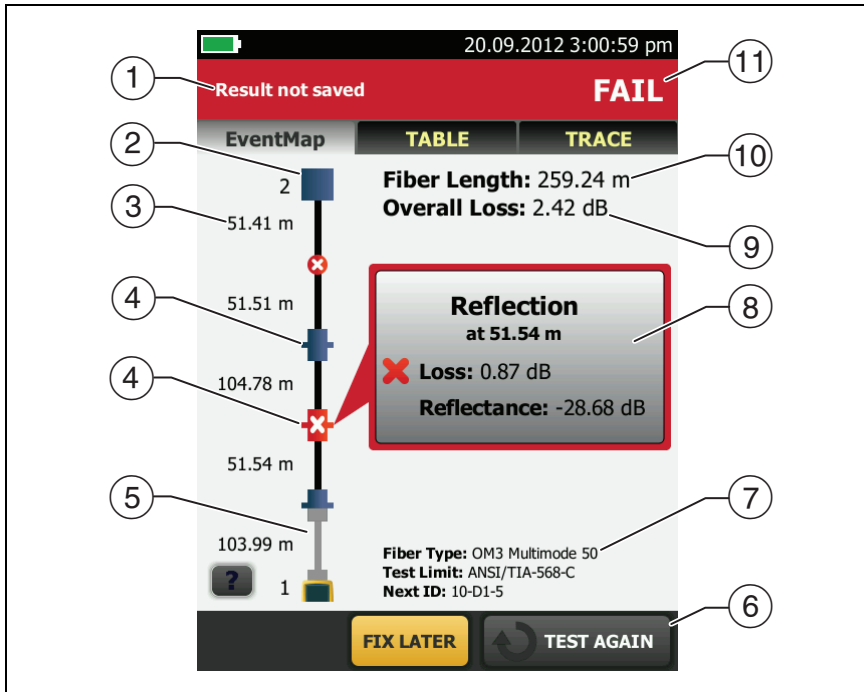 20.09.2012 3:00:59 pm
1
Result not saved
FAIL
11
EventMap
TABLE
TRACE
2
2
Fiber Length: 259.24 m
10
Overall Loss: 2.42 dB
9
3
51.41 m
51.51 m
4
104.78 m
4
51.54 m
Reflection
at 51.54 m
Loss: 0.87 dB
Reflectance: -28.68 dB
8
5
103.99 m
?
1
Fiber Type: OM3 Multimode 50
7
Test Limit: ANSI/TIA-568-C
Next ID: 10-D1-5
FIX LATER
TEST AGAIN
6